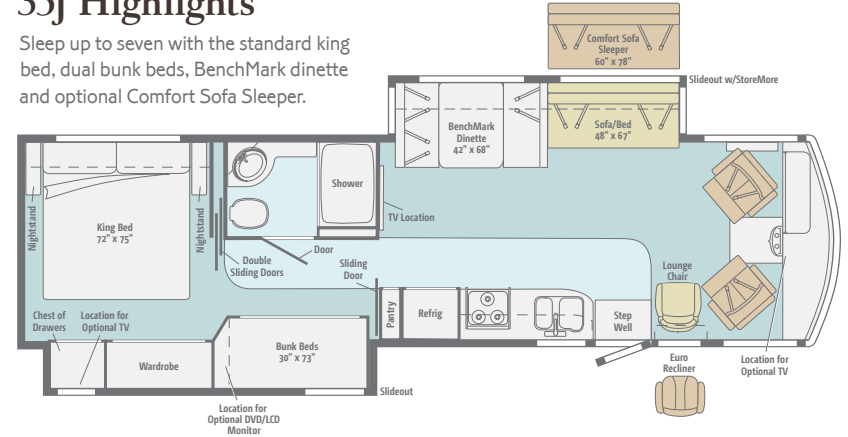 35J Highlights
Sleep up to seven with the standard king
bed, dual bunk beds, BenchMark dinette
and optional Comfort Sofa Sleeper.
Comfort Sofa
Sleeper
60" x 78"
Slideout w/StoreMore
BenchMark
Dinette
42" x 68"
Sofa/Bed
48" x 67"
Nightstand
King Bed
72" x 75"
Nightstand
Shower
TV Location
Double
Sliding Doors
Door
Sliding
Door
Lounge
Chair
Chest of
Drawers
Location for
Optional TV
Wardrobe
Bunk Beds
30" x 73"
Pantry
Refrig
Step
Well
Euro
Recliner
Location for
Optional TV
Slideout
Location for
Optional DVD/LCD
Monitor